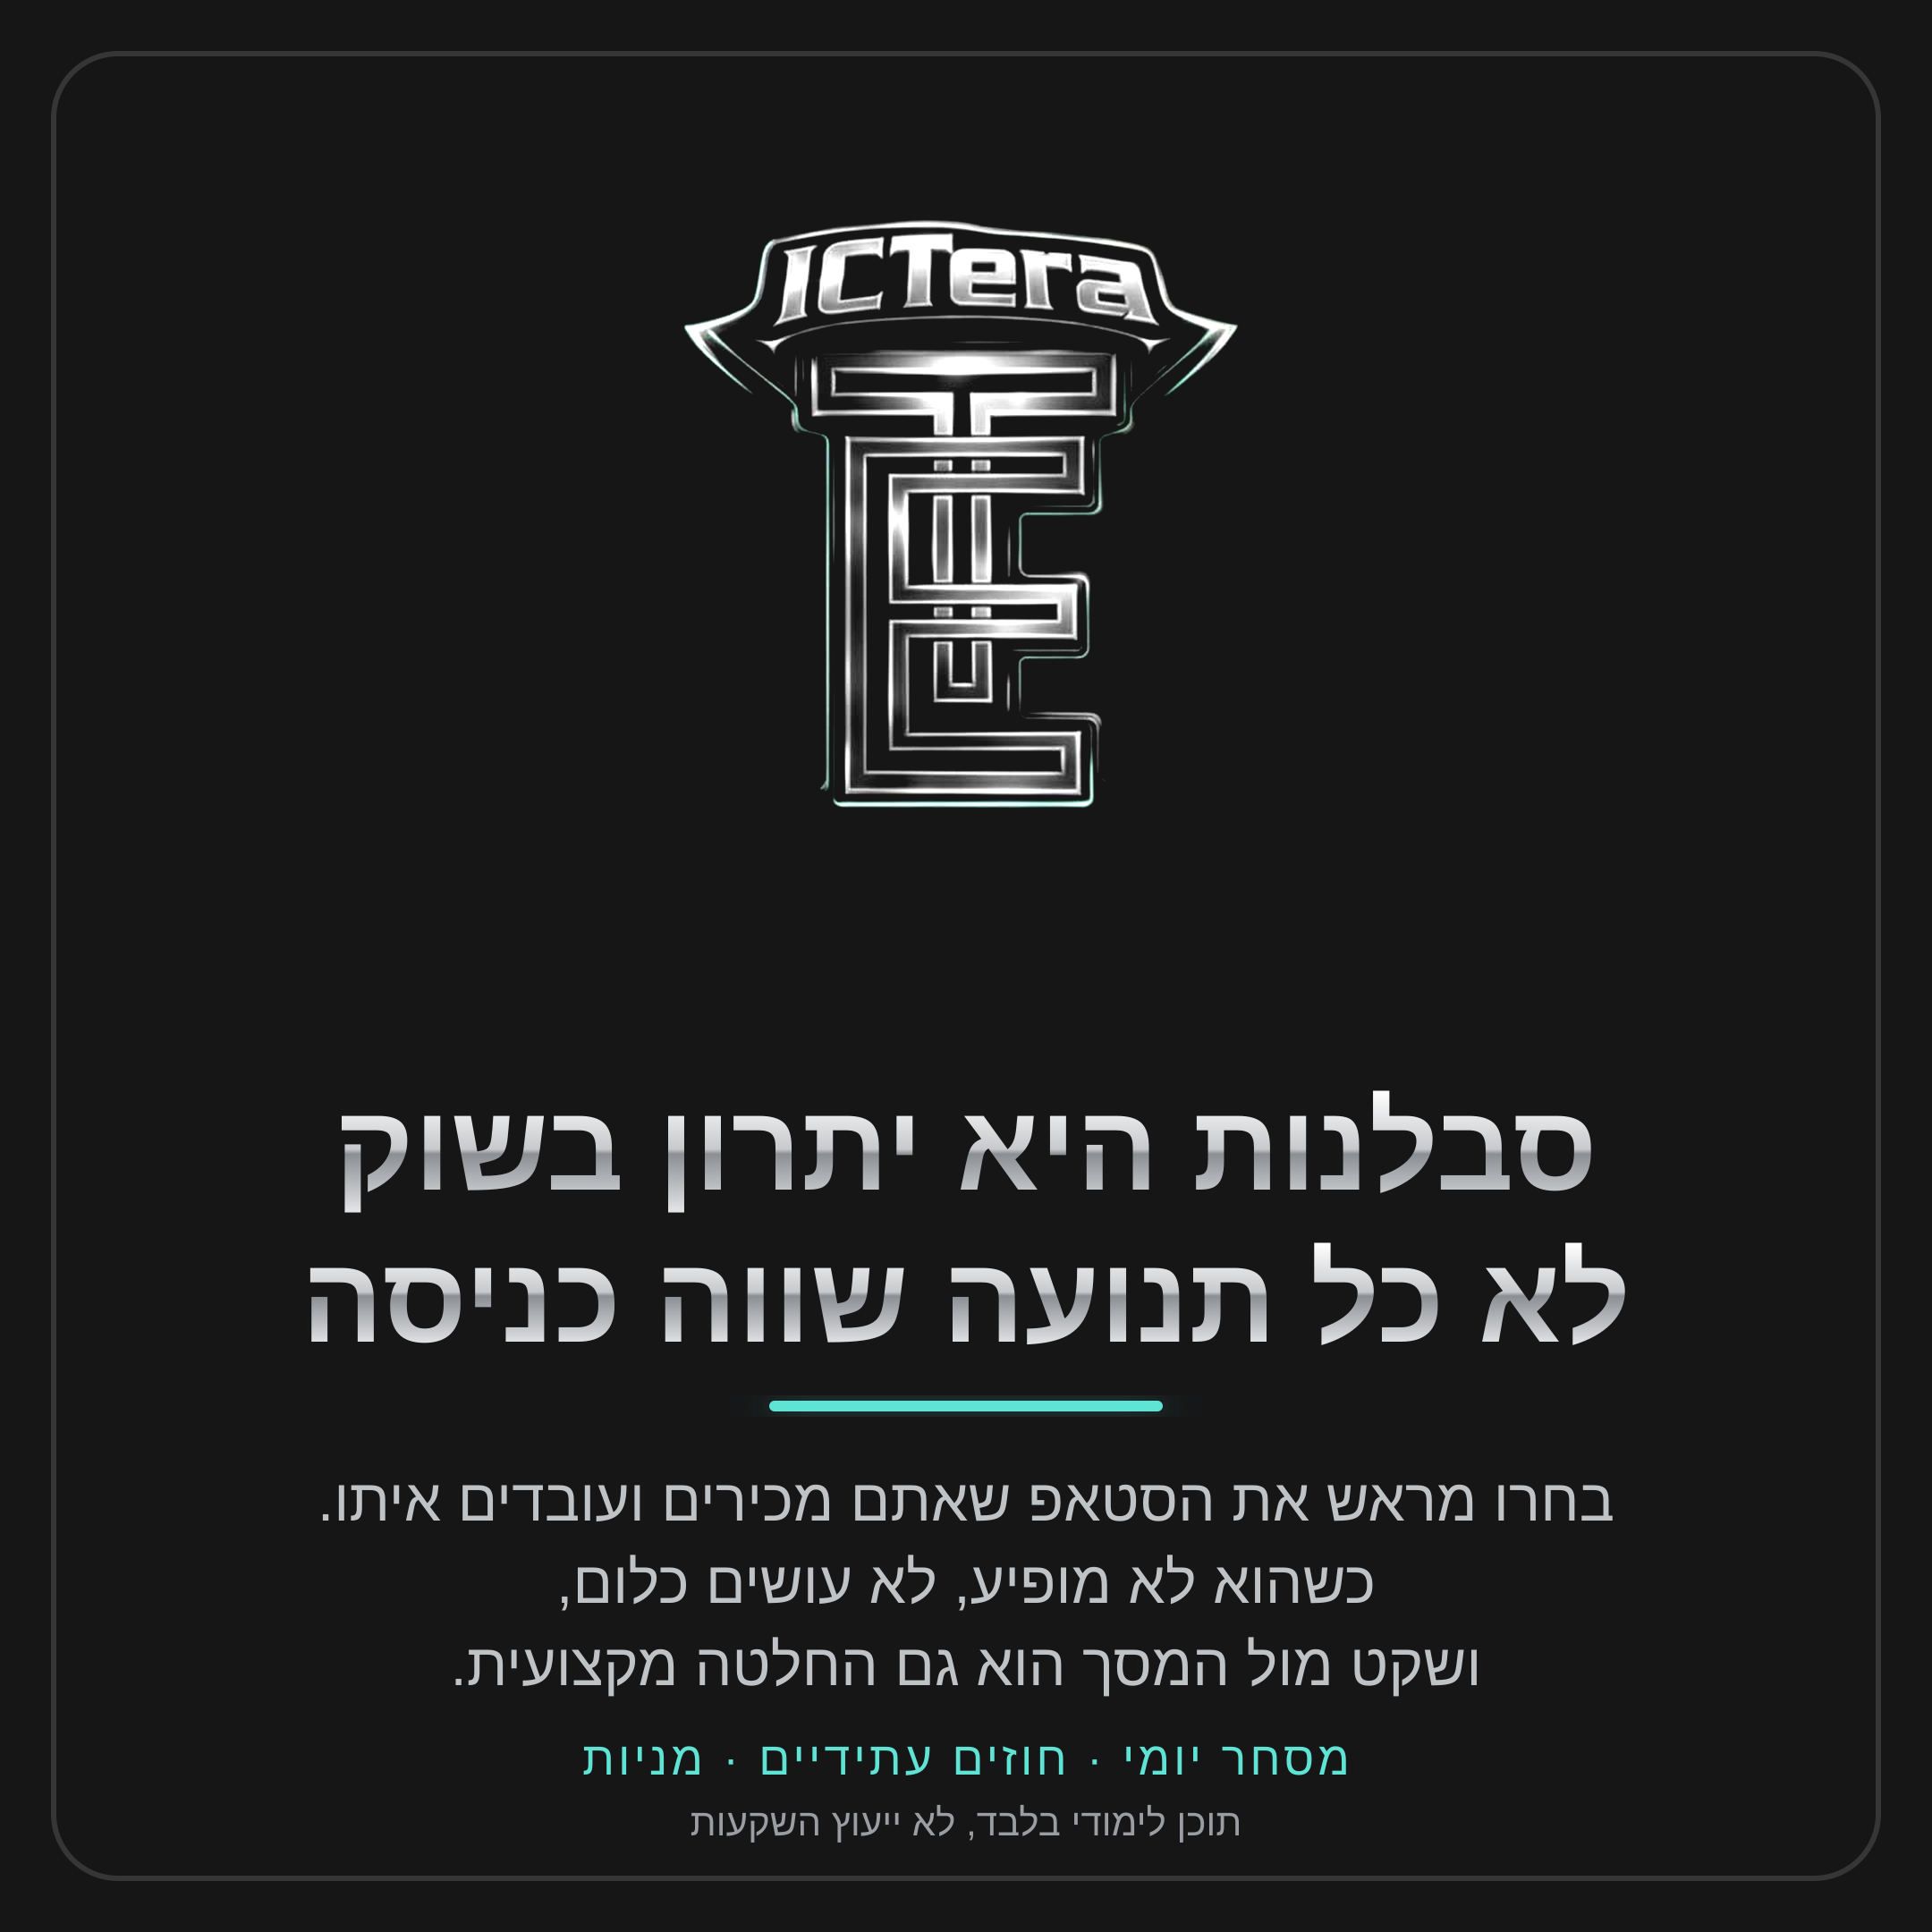 ICTera
סבלנות היא יתרון בשוק
לא כל תנועה שווה כניסה
בחרו מראש את הסטאפ שאתם מכירים ועובדים איתו.
כשהוא לא מופיע, לא עושים כלום,
ושקט מול המסך הוא גם החלטה מקצועית.
מסחר יומי · חוזים עתידיים · מניות
תוכן לימודי בלבד, לא ייעוץ השקעות